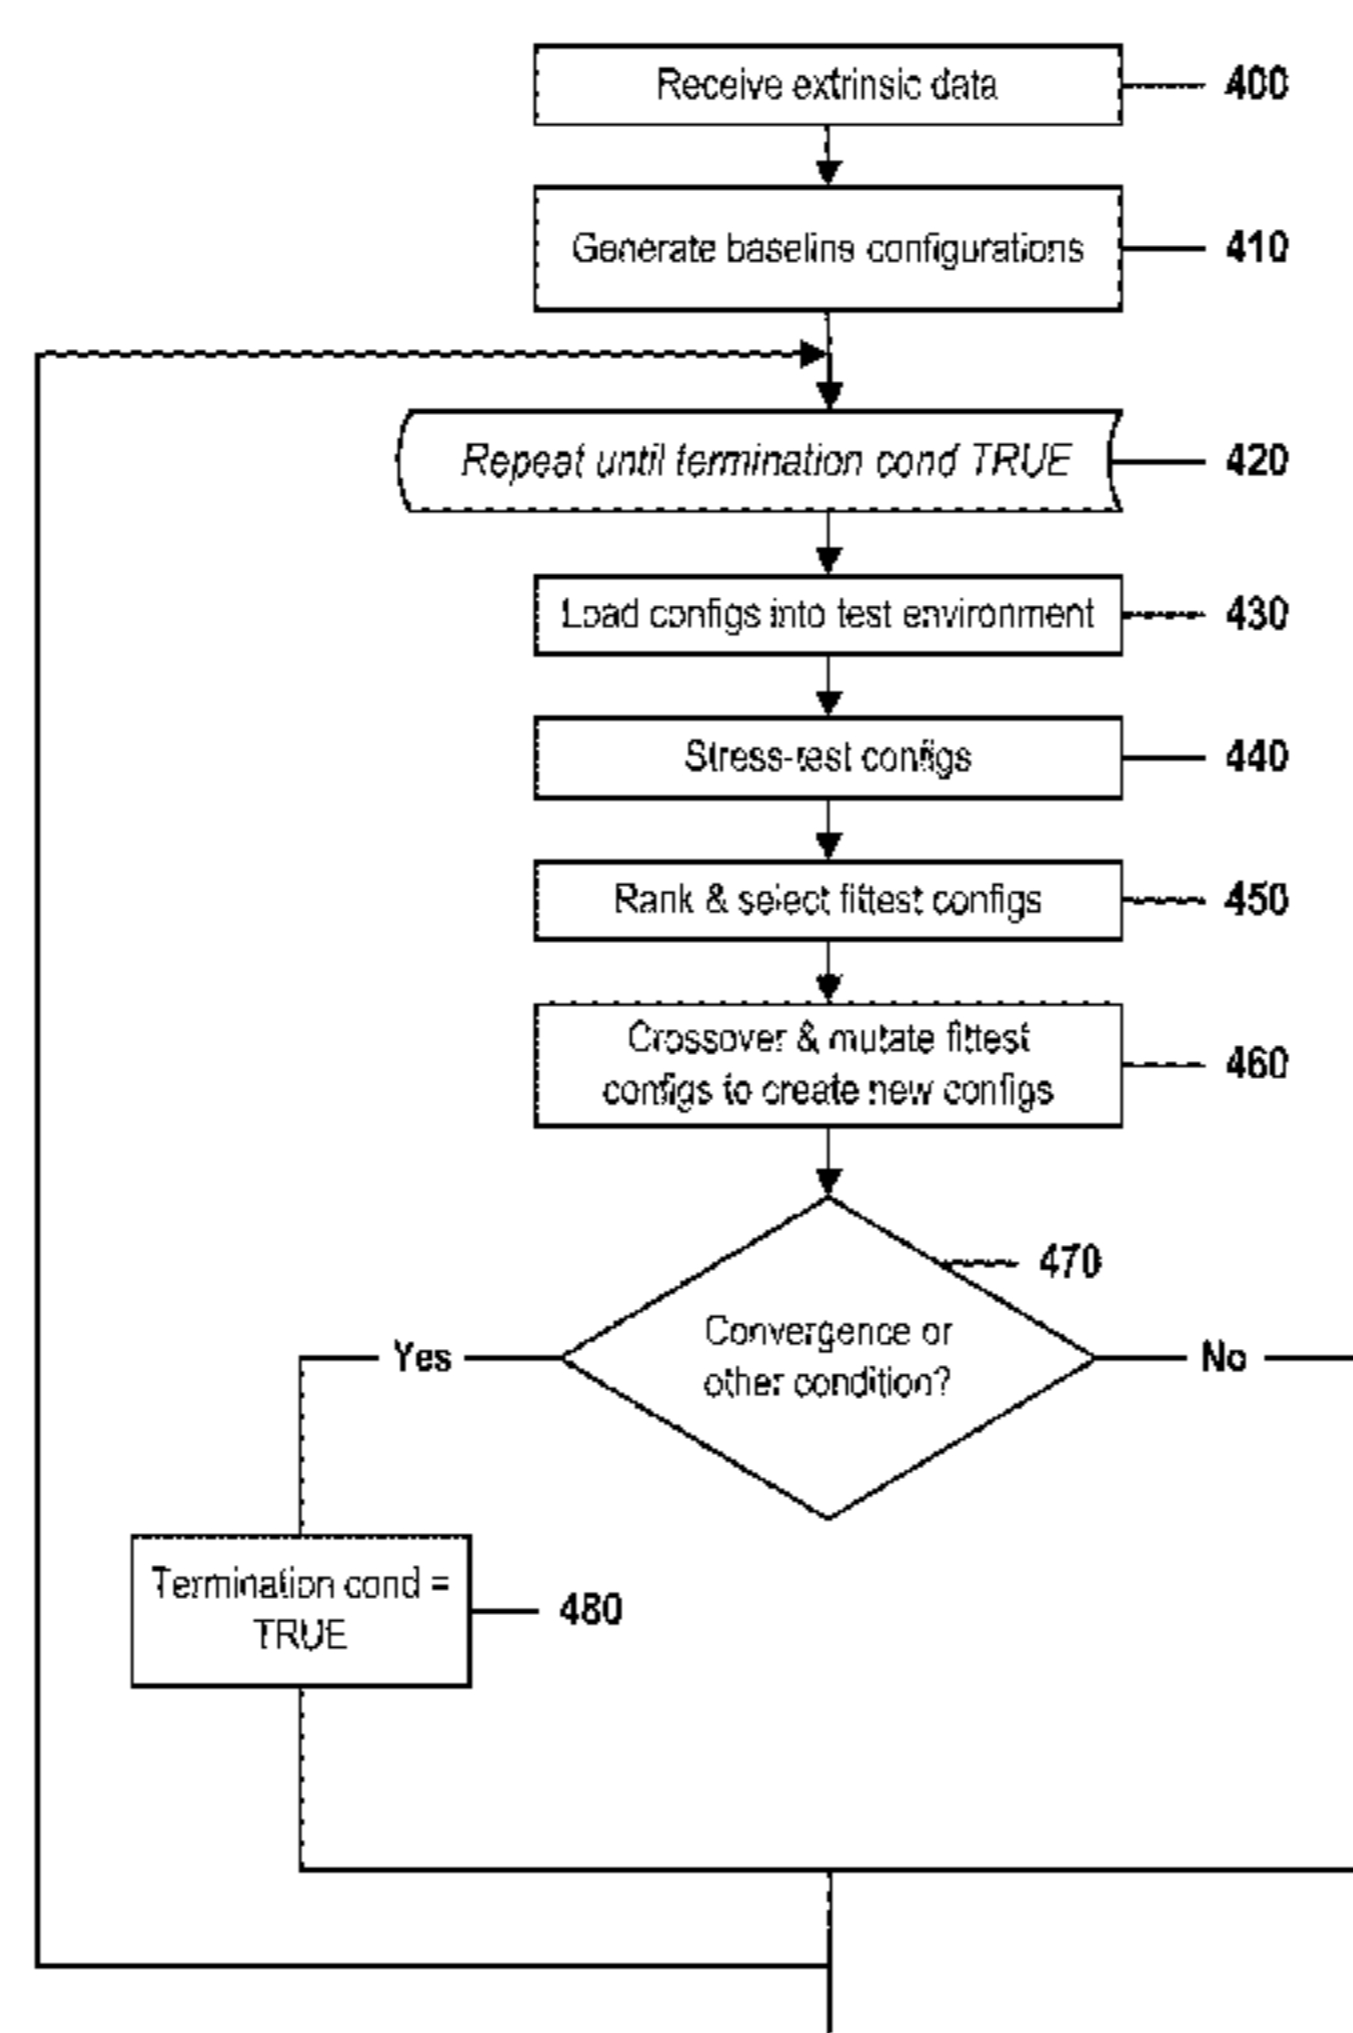 Receive extrinsic data
400
Generate baseline configurations
410
Repeat until termination cond TRUE
420
Load configs into test environment
430
Stress-test configs
440
Rank & select fittest configs
450
Crossover & mutate fittest
configs to create new configs
460
470
Convergence or
other condition?
Yes
No
Termination cond =
TRUE
480